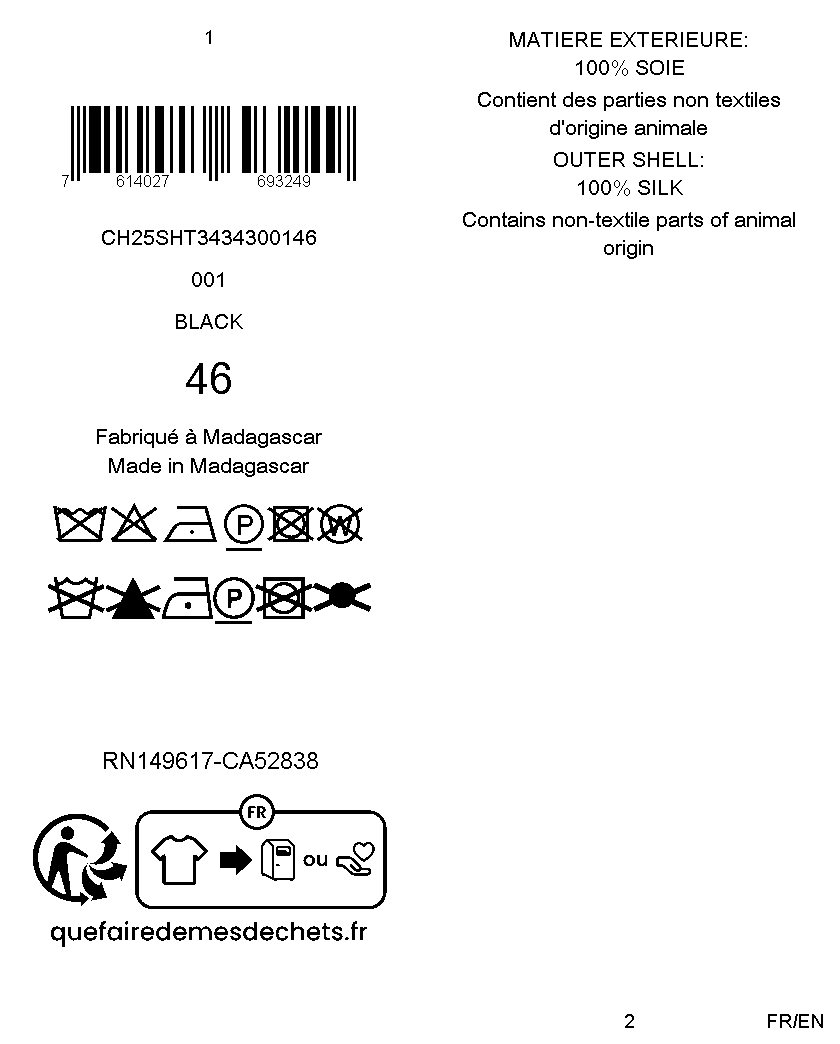 1
7 614027 693249
CH25SHT3434300146
001
BLACK
46
Fabriqué à Madagascar
Made in Madagascar
P W
P
RN149617-CA52838
FR
ou
quefairedemesdechets.fr
MATIERE EXTERIEURE:
100% SOIE
Contient des parties non textiles
d'origine animale
OUTER SHELL:
100% SILK
Contains non-textile parts of animal
origin
2
FR/EN